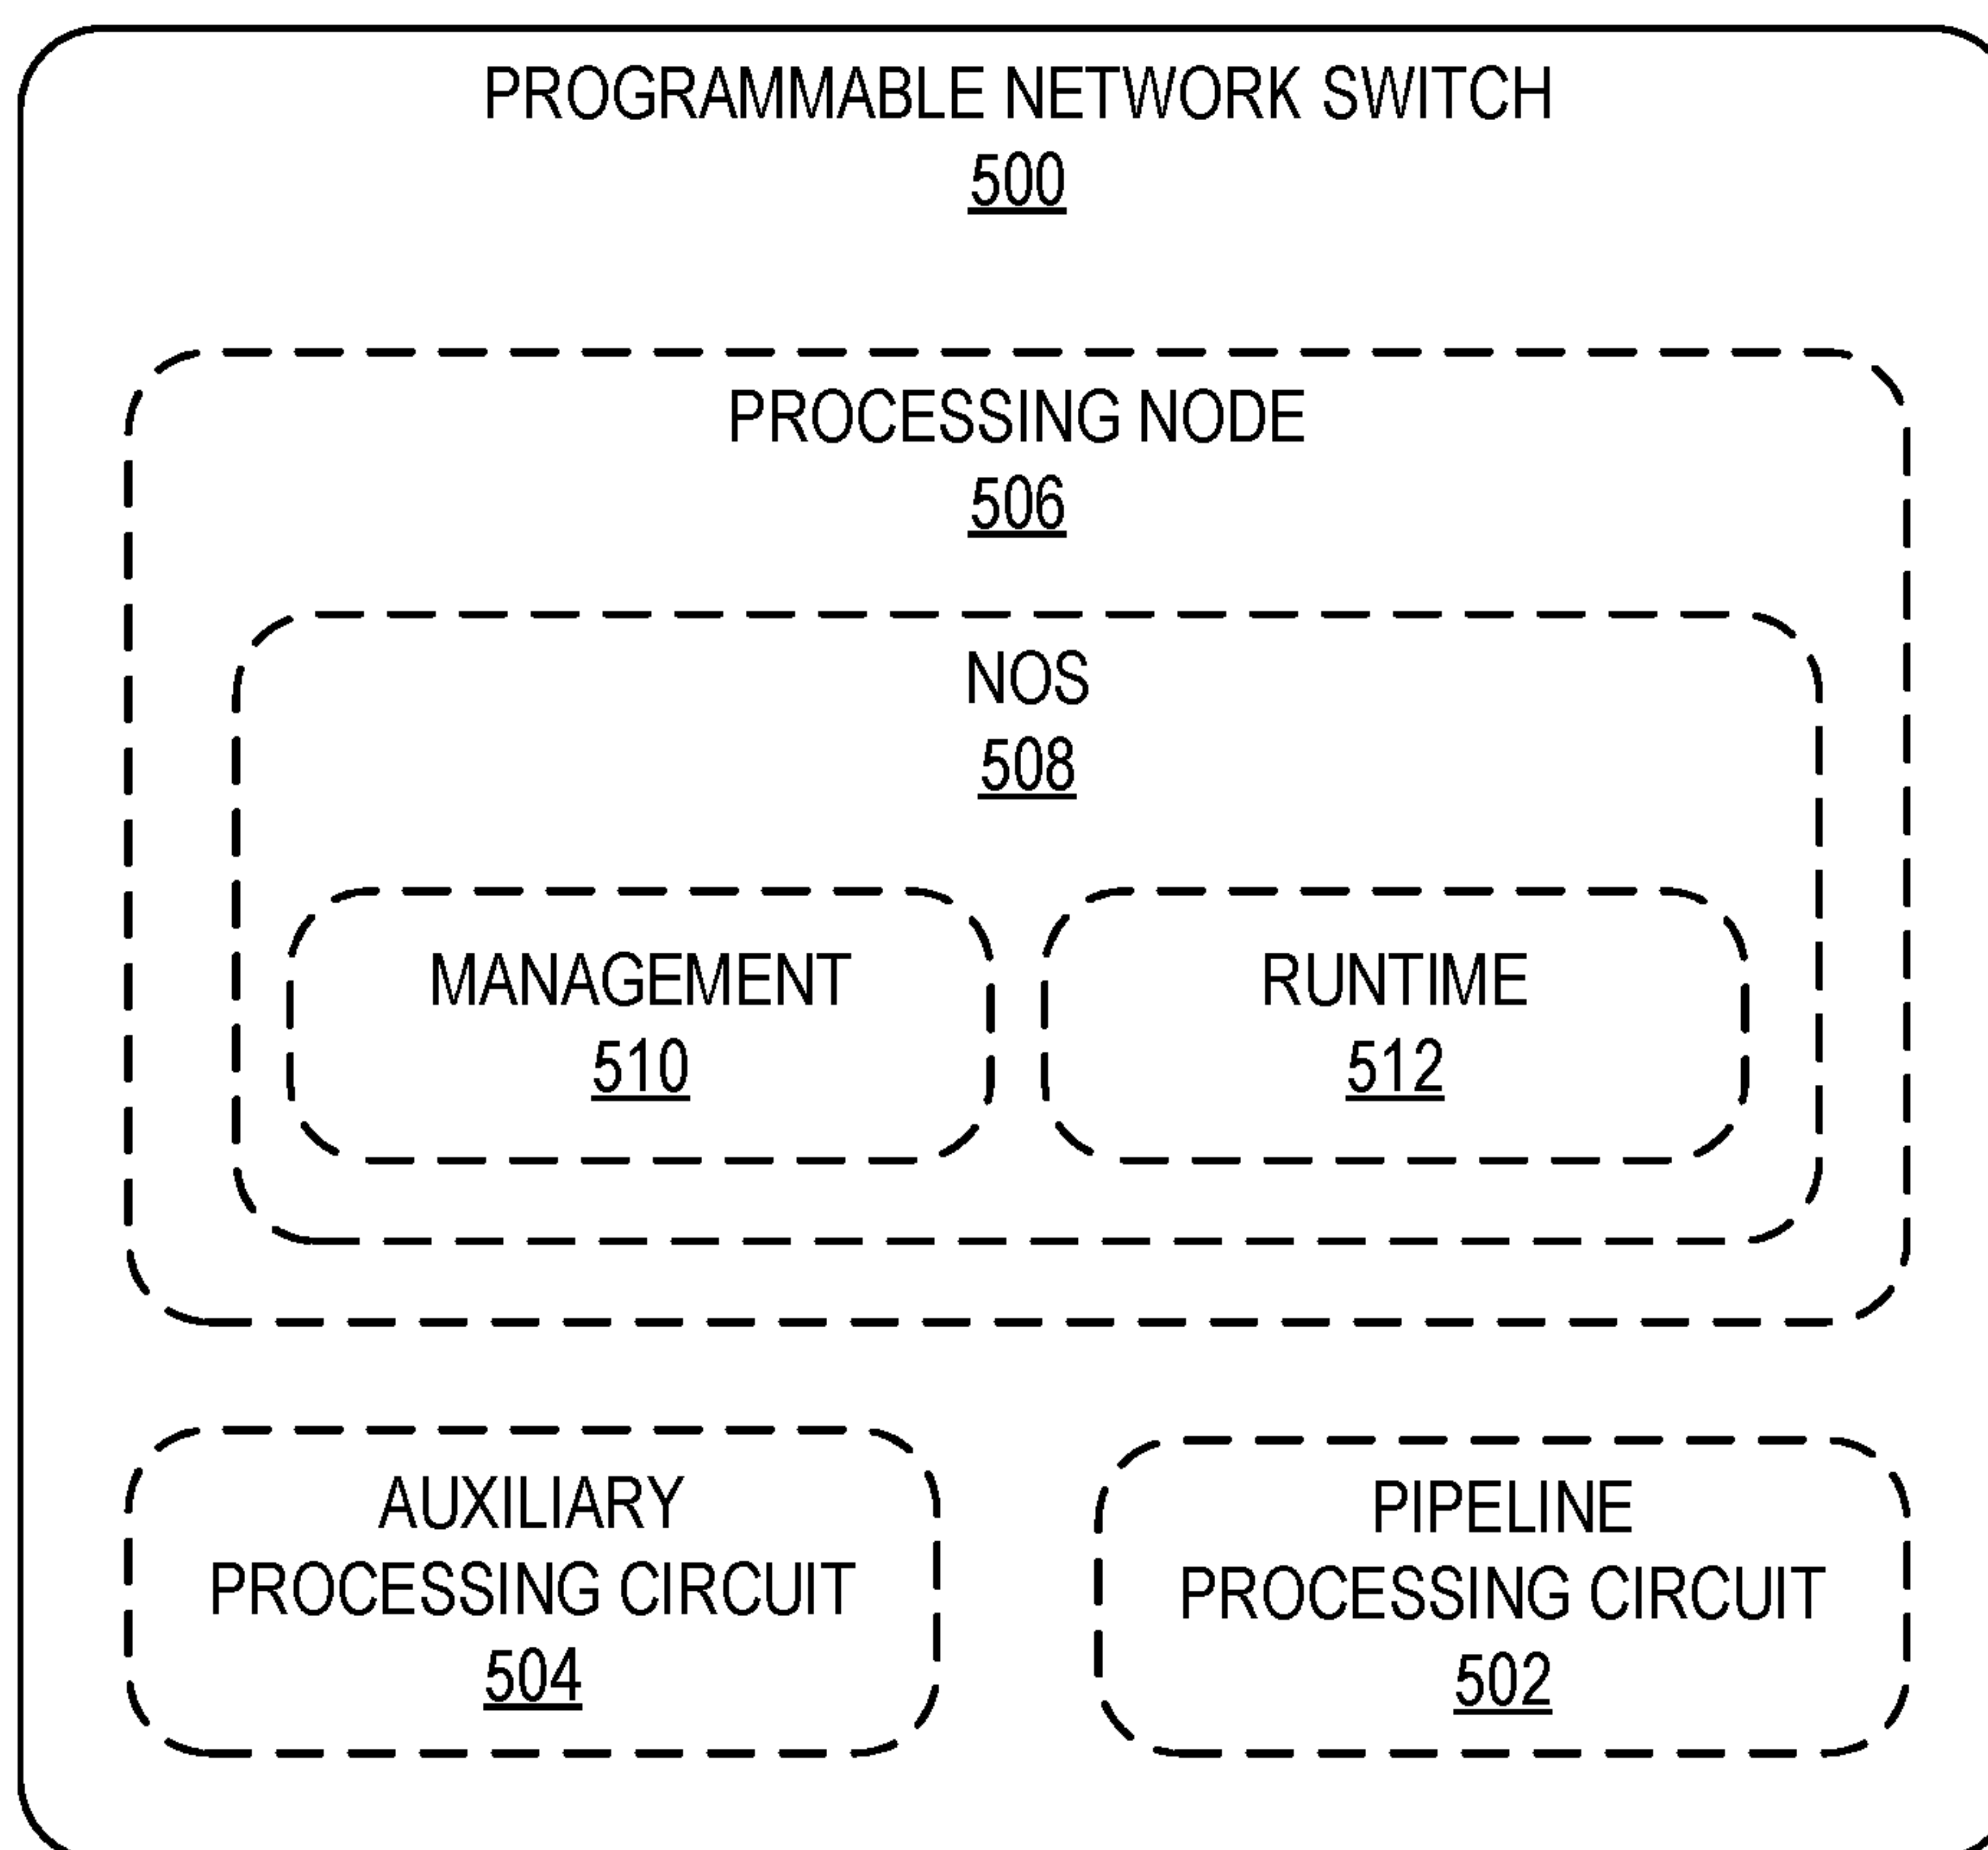 PROGRAMMABLE NETWORK SWITCH
500
PROCESSING NODE
506
NOS
508
MANAGEMENT
510
RUNTIME
512
AUXILIARY
PROCESSING CIRCUIT
504
PIPELINE
PROCESSING CIRCUIT
502